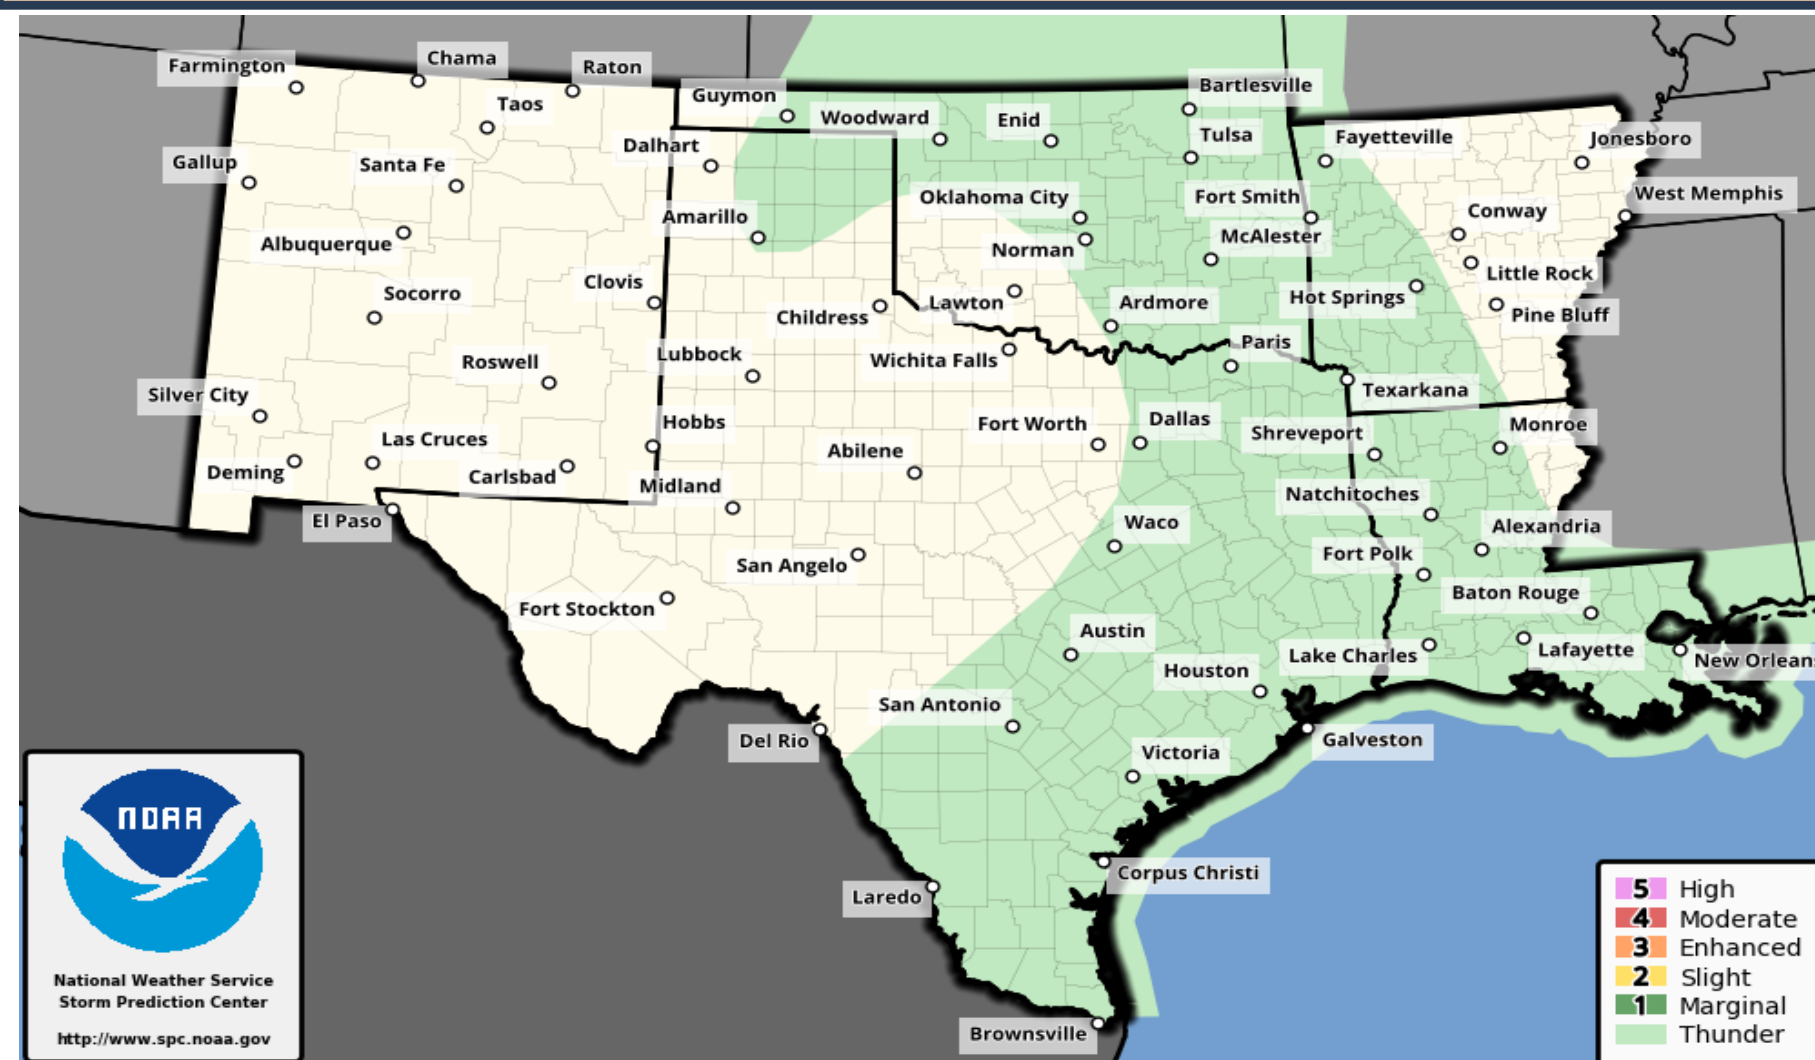 Farmington
Chama
Raton
Taos
Guymon
Bartlesville
Woodward
Enid
Tulsa
Fayetteville
Jonesboro
Dalhart
Gallup
Santa Fe
Oklahoma City
Fort Smith
West Memphis
Amarillo
Conway
Albuquerque
McAlester
Norman
Little Rock
Clovis
Socorro
Lawton
Ardmore
Hot Springs
Childress
Pine Bluff
Paris
Roswell
Lubbock
Wichita Falls
Texarkana
Silver City
Hobbs
Fort Worth
Dallas
Shreveport
Monroe
Las Cruces
Abilene
Deming
Carlsbad
Midland
Natchitoches
El Paso
Waco
Alexandria
San Angelo
Fort Polk
Fort Stockton
Baton Rouge
Austin
Lake Charles
Lafayette
New Orleans
Houston
San Antonio
Del Rio
Victoria
Galveston
Corpus Christi
Laredo
Brownsville
NOAA
National Weather Service
Storm Prediction Center
http://www.spc.noaa.gov
5 High
4 Moderate
3 Enhanced
2 Slight
1 Marginal
Thunder